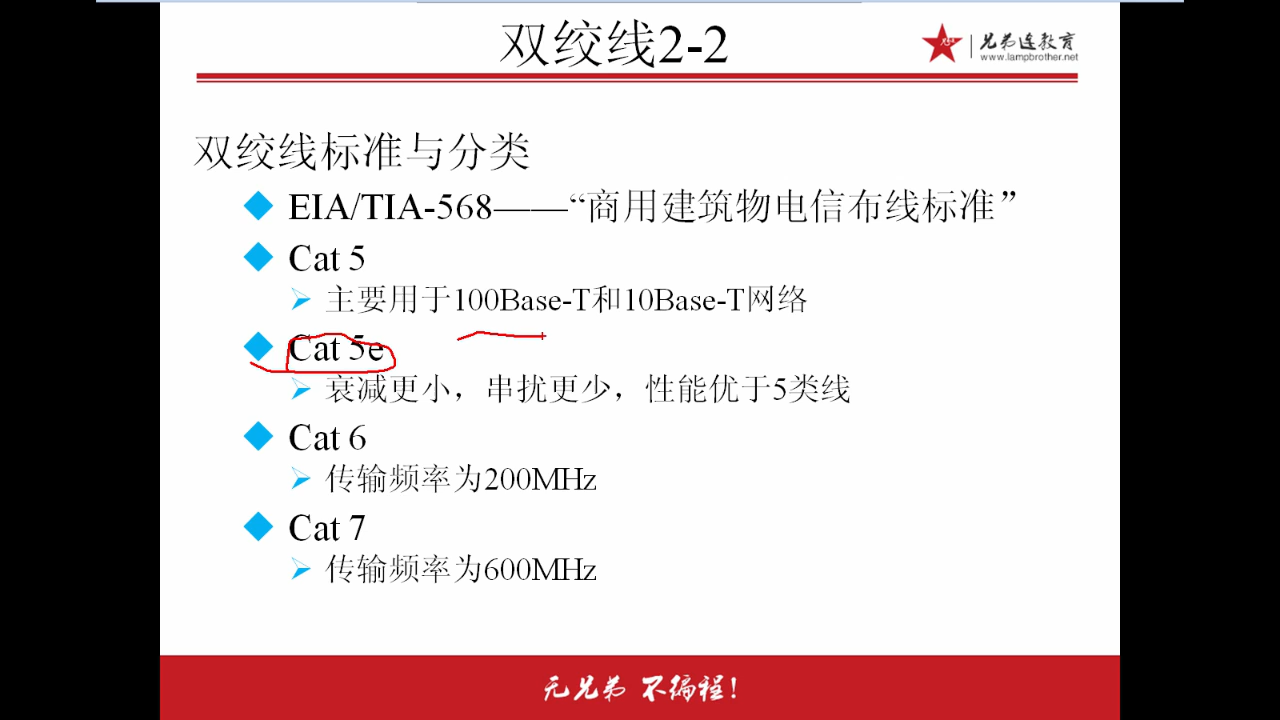 双绞线2-2
兄弟连教育
www.lampbrother.net
双绞线标准与分类
EIA/TIA-568——“商用建筑物电信布线标准”
Cat 5
主要用于100Base-T和10Base-T网络
Cat 5e
衰减更小，串扰更少，性能优于5类线
Cat 6
传输频率为200MHz
Cat 7
传输频率为600MHz
无兄弟 不编程！